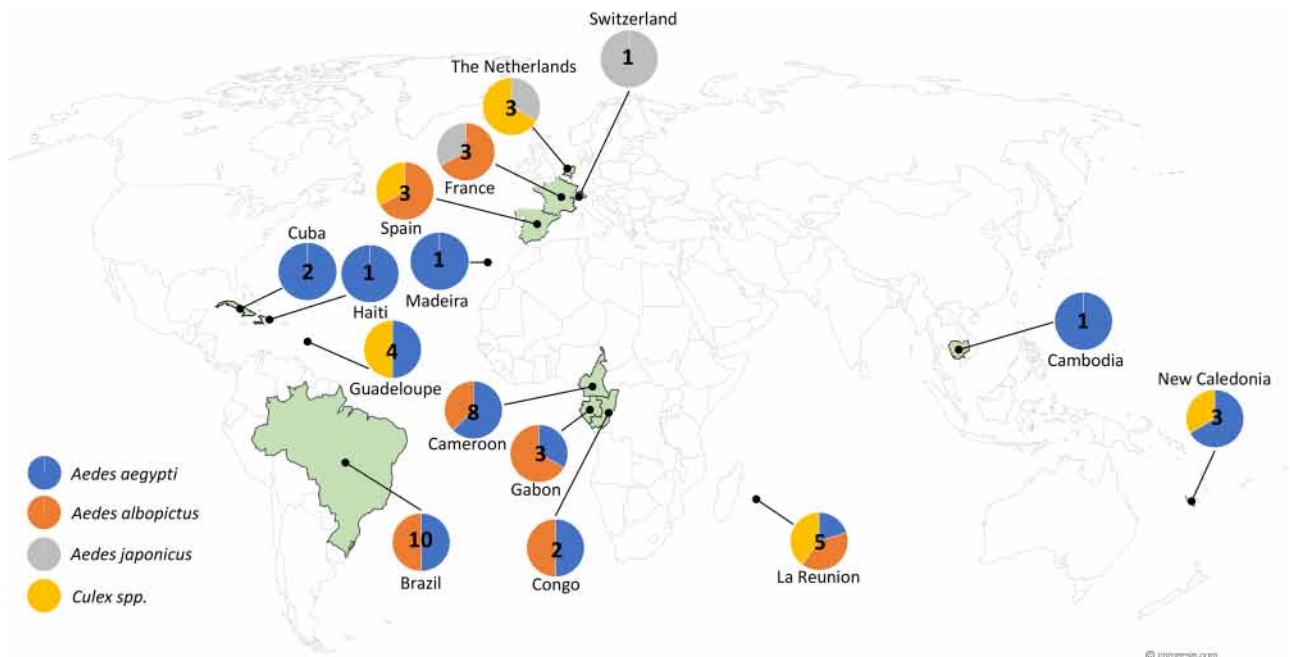 Switzerland
1
The Netherlands
3
3
France
3
Spain
Cuba
2
1
Haiti
1
Madeira
4
Guadeloupe
8
Cameroon
3
Gabon
1
Cambodia
New Caledonia
3
Aedes aegypti
Aedes albopictus
Aedes japonicus
Culex spp.
10
Brazil
2
Congo
5
La Reunion